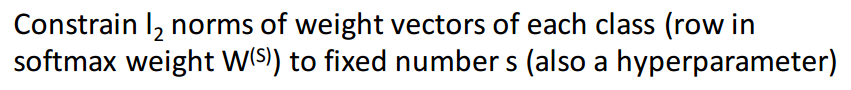 Constrain l₂ norms of weight vectors of each class (row in
softmax weight W⁽ˢ⁾) to fixed number s (also a hyperparameter)